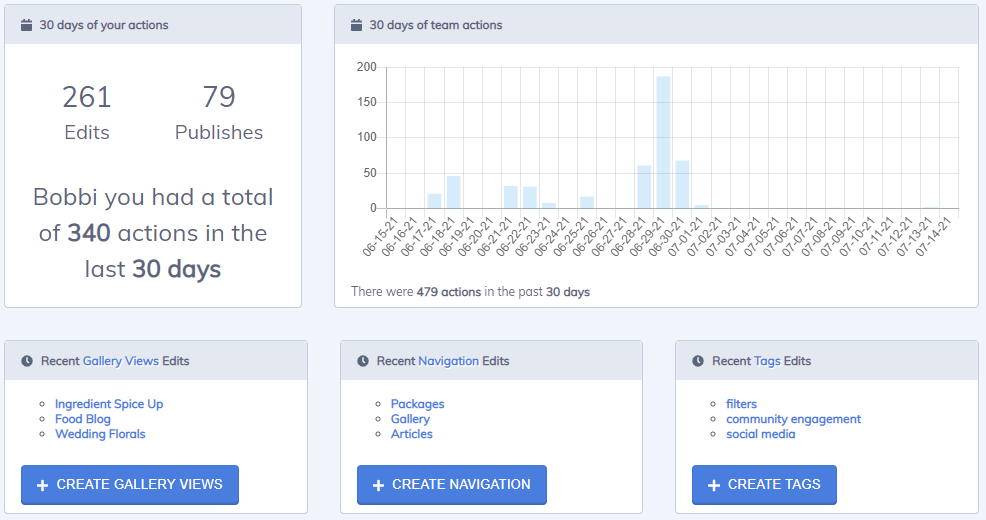 30 days of your actions
261
79
Edits
Publishes
Bobbi you had a total
of 340 actions in the
last 30 days
30 days of team actions
200
150
100
50
0
06-15-21
06-16-21
06-17-21
06-18-21
06-19-21
06-20-21
06-21-21
06-22-21
06-23-21
06-24-21
06-25-21
06-26-21
06-27-21
06-28-21
06-29-21
06-30-21
07-01-21
07-02-21
07-03-21
07-04-21
07-05-21
07-06-21
07-07-21
07-08-21
07-09-21
07-10-21
07-11-21
07-12-21
07-13-21
07-14-21
There were 479 actions in the past 30 days
Recent Gallery Views Edits
Ingredient Spice Up
Food Blog
Wedding Florals
+ CREATE GALLERY VIEWS
Recent Navigation Edits
Packages
Gallery
Articles
+ CREATE NAVIGATION
Recent Tags Edits
filters
community engagement
social media
+ CREATE TAGS